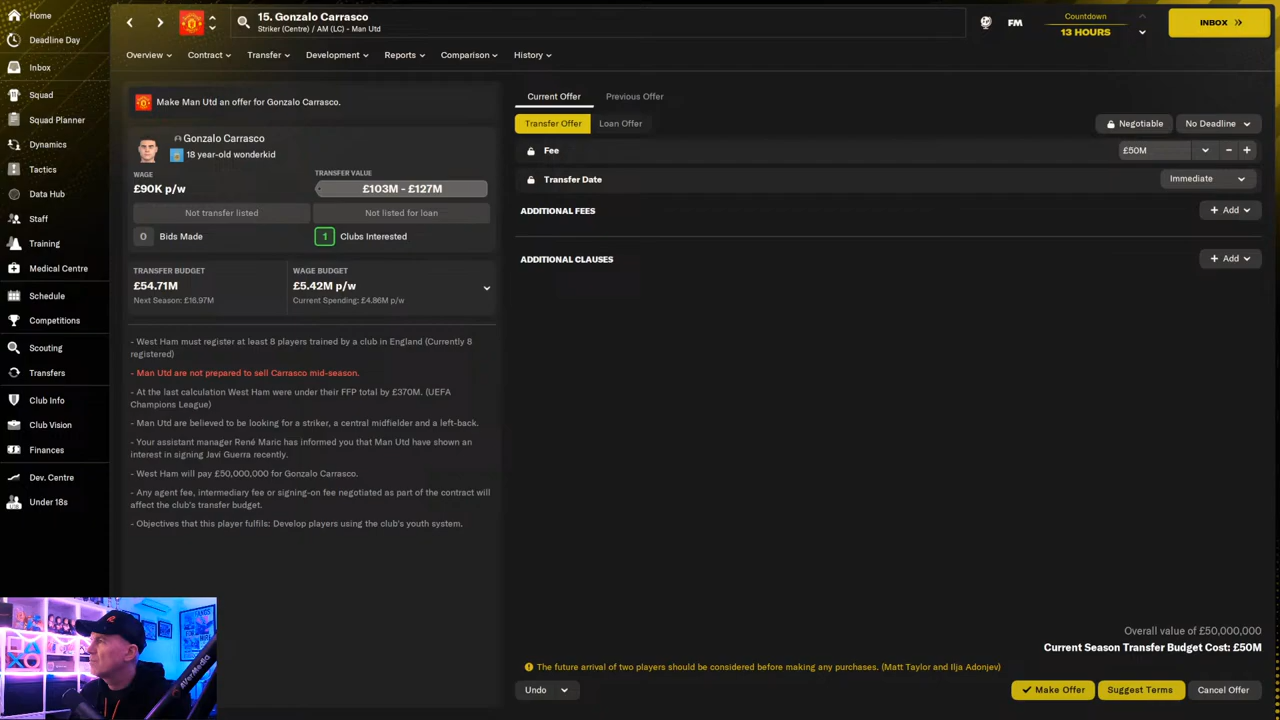 Home
Deadline Day
Inbox
Squad
Squad Planner
Dynamics
Tactics
Data Hub
Staff
Training
Medical Centre
Schedule
Competitions
Scouting
Transfers
Club Info
Club Vision
Finances
Dev. Centre
Under 18s
15. Gonzalo Carrasco
Striker (Centre) / AM (LC) - Man Utd
FM
Countdown
13 HOURS
INBOX
Overview
Contract
Transfer
Development
Reports
Comparison
History
Make Man Utd an offer for Gonzalo Carrasco.
Gonzalo Carrasco
18 year-old wonderkid
WAGE
£90K p/w
TRANSFER VALUE
£103M - £127M
Not transfer listed
Not listed for loan
0 Bids Made
1 Clubs Interested
TRANSFER BUDGET
£54.71M
Next Season: £16.97M
WAGE BUDGET
£5.42M p/w
Current Spending: £4.86M p/w
- West Ham must register at least 8 players trained by a club in England (Currently 8
registered)
- Man Utd are not prepared to sell Carrasco mid-season.
- At the last calculation West Ham were under their FFP total by £370M. (UEFA
Champions League)
- Man Utd are believed to be looking for a striker, a central midfielder and a left-back.
- Your assistant manager René Maric has informed you that Man Utd have shown an
interest in signing Javi Guerra recently.
- West Ham will pay £50,000,000 for Gonzalo Carrasco.
- Any agent fee, intermediary fee or signing-on fee negotiated as part of the contract will
affect the club's transfer budget.
- Objectives that this player fulfils: Develop players using the club's youth system.
Current Offer
Previous Offer
Transfer Offer
Loan Offer
Negotiable
No Deadline
Fee
£50M
Transfer Date
Immediate
ADDITIONAL FEES
+ Add
ADDITIONAL CLAUSES
+ Add
Overall value of £50,000,000
Current Season Transfer Budget Cost: £50M
The future arrival of two players should be considered before making any purchases. (Matt Taylor and Ilja Adonjev)
Undo
Make Offer
Suggest Terms
Cancel Offer